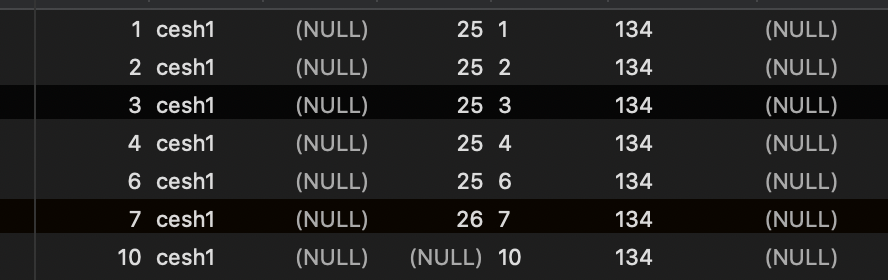 1 cesh1 (NULL) 25 1 134 (NULL)
2 cesh1 (NULL) 25 2 134 (NULL)
3 cesh1 (NULL) 25 3 134 (NULL)
4 cesh1 (NULL) 25 4 134 (NULL)
6 cesh1 (NULL) 25 6 134 (NULL)
7 cesh1 (NULL) 26 7 134 (NULL)
10 cesh1 (NULL) (NULL) 10 134 (NULL)